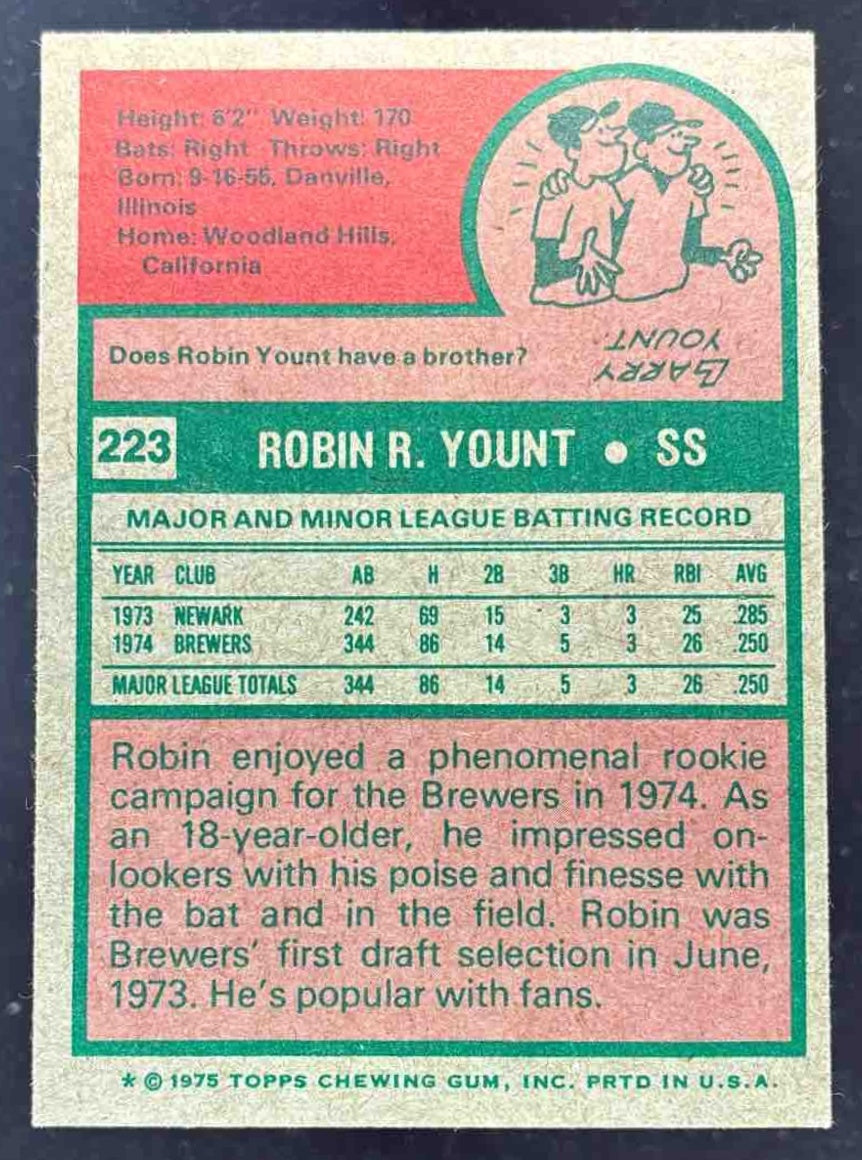 Height: 6'2" Weight: 170
Bats: Right Throws: Right
Born: 9-16-55, Danville,
Illinois
Home: Woodland Hills,
California
Does Robin Yount have a brother?
LARRY
YOUNT.
223 ROBIN R. YOUNT • SS
MAJOR AND MINOR LEAGUE BATTING RECORD
YEAR CLUB AB H 2B 3B HR RBI AVG
1973 NEWARK 242 69 15 3 3 25 .285
1974 BREWERS 344 86 14 5 3 26 .250
MAJOR LEAGUE TOTALS 344 86 14 5 3 26 .250
Robin enjoyed a phenomenal rookie
campaign for the Brewers in 1974. As
an 18-year-older, he impressed on-
lookers with his poise and finesse with
the bat and in the field. Robin was
Brewers' first draft selection in June,
1973. He's popular with fans.
* © 1975 TOPPS CHEWING GUM, INC. PRTD IN U.S.A.